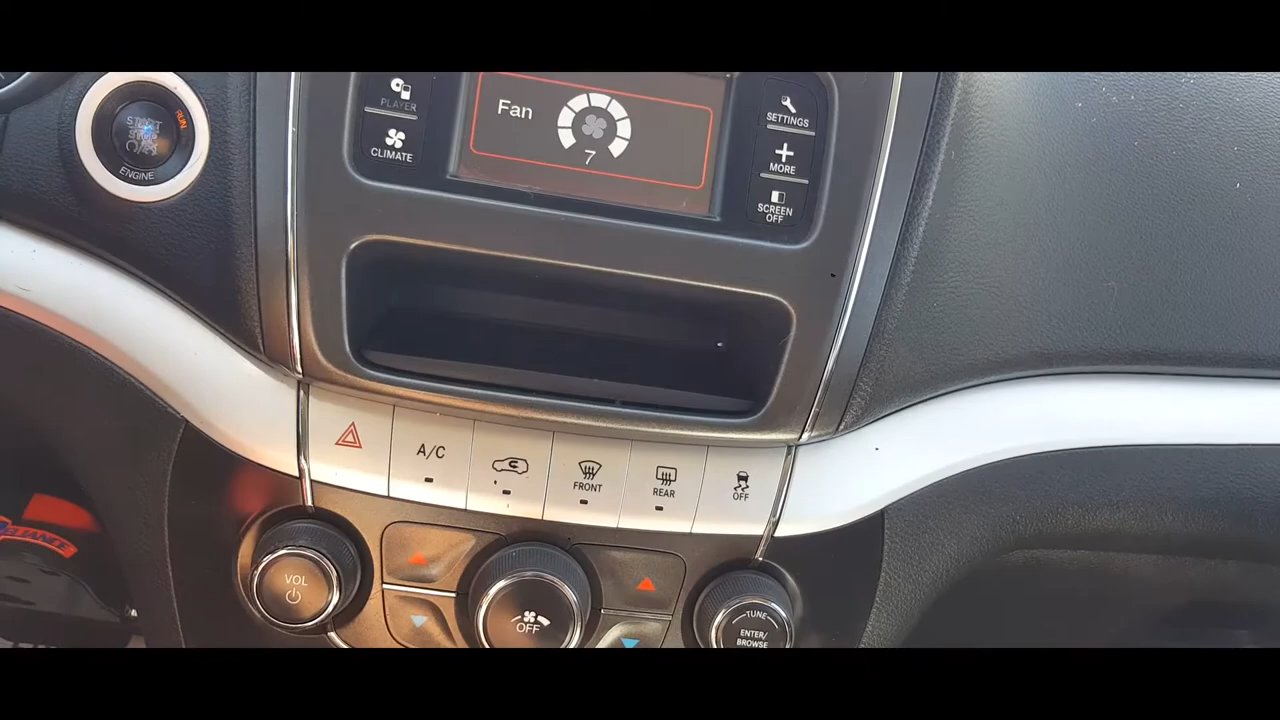 START
STOP
ENGINE
RUN
PLAYER
CLIMATE
Fan
7
SETTINGS
MORE
SCREEN
OFF
A/C
FRONT
REAR
OFF
VOL
OFF
TUNE
ENTER/
BROWSE